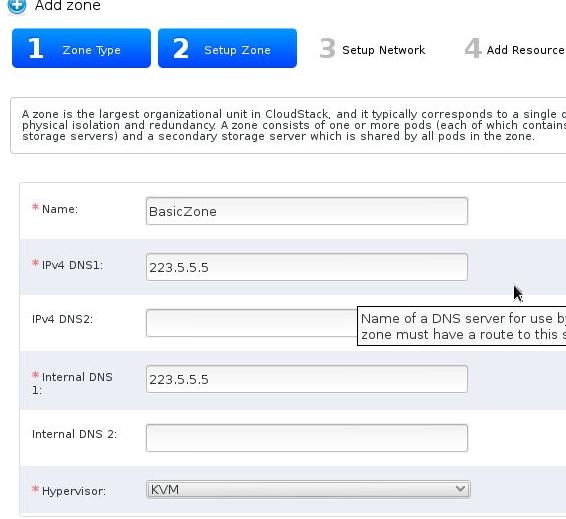 Add zone
1 Zone Type 2 Setup Zone 3 Setup Network 4 Add Resource
A zone is the largest organizational unit in CloudStack, and it typically corresponds to a single
physical isolation and redundancy. A zone consists of one or more pods (each of which contains
storage servers) and a secondary storage server which is shared by all pods in the zone.
* Name: BasicZone
* IPv4 DNS1: 223.5.5.5
IPv4 DNS2:
Name of a DNS server for use by
zone must have a route to this
* Internal DNS
1: 223.5.5.5
Internal DNS 2:
* Hypervisor: KVM